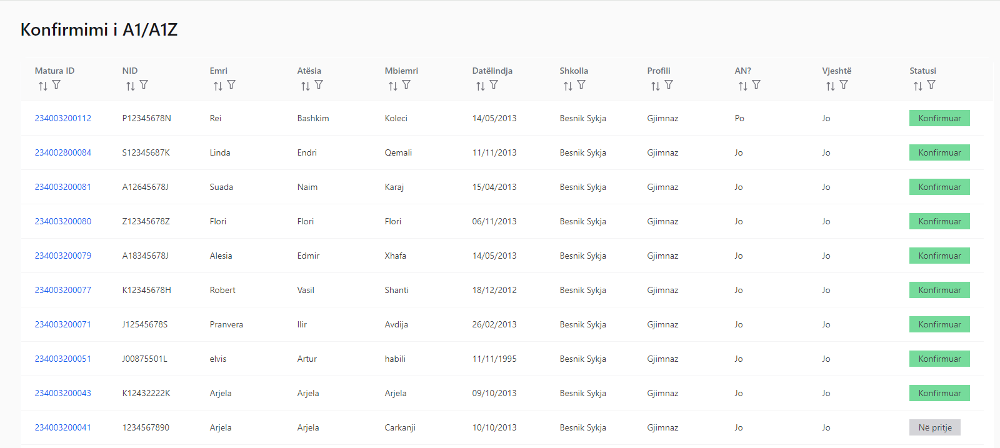 Konfirmimi i A1/A1Z
Matura ID NID Emri Atësia Mbiemri Datëlindja Shkolla Profili AN? Vjeshtë Statusi
234003200112 P12345678N Rei Bashkim Koleci 14/05/2013 Besnik Sykja Gjimnaz Po Jo Konfirmuar
234002800084 S12345687K Linda Endri Qemali 11/11/2013 Besnik Sykja Gjimnaz Jo Jo Konfirmuar
234003200081 A12645678J Suada Naim Karaj 15/04/2013 Besnik Sykja Gjimnaz Jo Jo Konfirmuar
234003200080 Z12345678Z Flori Flori Flori 06/11/2013 Besnik Sykja Gjimnaz Jo Jo Konfirmuar
234003200079 A18345678J Alesia Edmir Xhafa 14/05/2013 Besnik Sykja Gjimnaz Jo Jo Konfirmuar
234003200077 K12345678H Robert Vasil Shanti 18/12/2012 Besnik Sykja Gjimnaz Jo Jo Konfirmuar
234003200071 J12545678S Pranvera Ilir Avdija 26/02/2013 Besnik Sykja Gjimnaz Jo Jo Konfirmuar
234003200051 J00875501L elvis Artur habili 11/11/1995 Besnik Sykja Gjimnaz Jo Jo Konfirmuar
234003200043 K12432222K Arjela Arjela Arjela 09/10/2013 Besnik Sykja Gjimnaz Jo Jo Konfirmuar
234003200041 1234567890 Arjela Arjela Carkanji 10/10/2013 Besnik Sykja Gjimnaz Jo Jo Në pritje